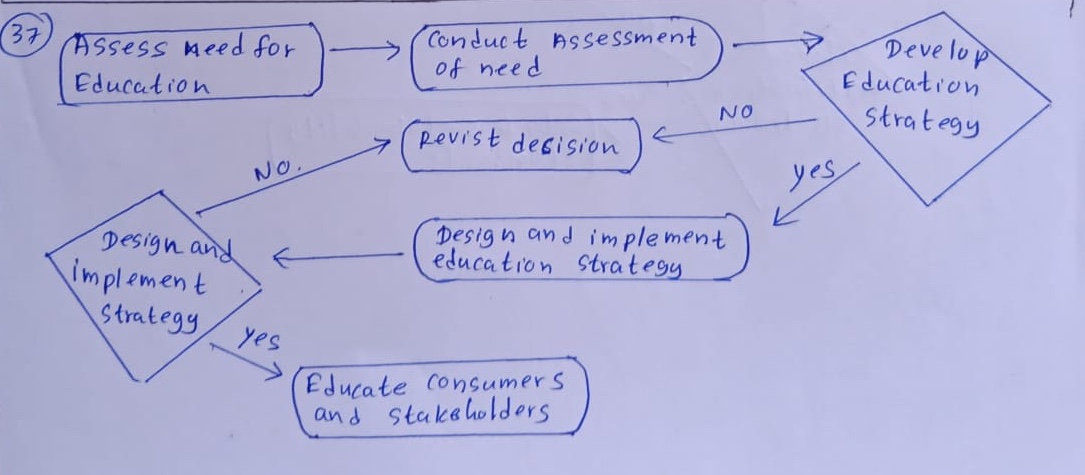 37
Assess Need for
Education
Conduct Assessment
of need
Develop
Education
Strategy
NO
Revist decision
NO.
yes
Design and implement
education strategy
Design and
implement
strategy
yes
Educate consumers
and stakeholders